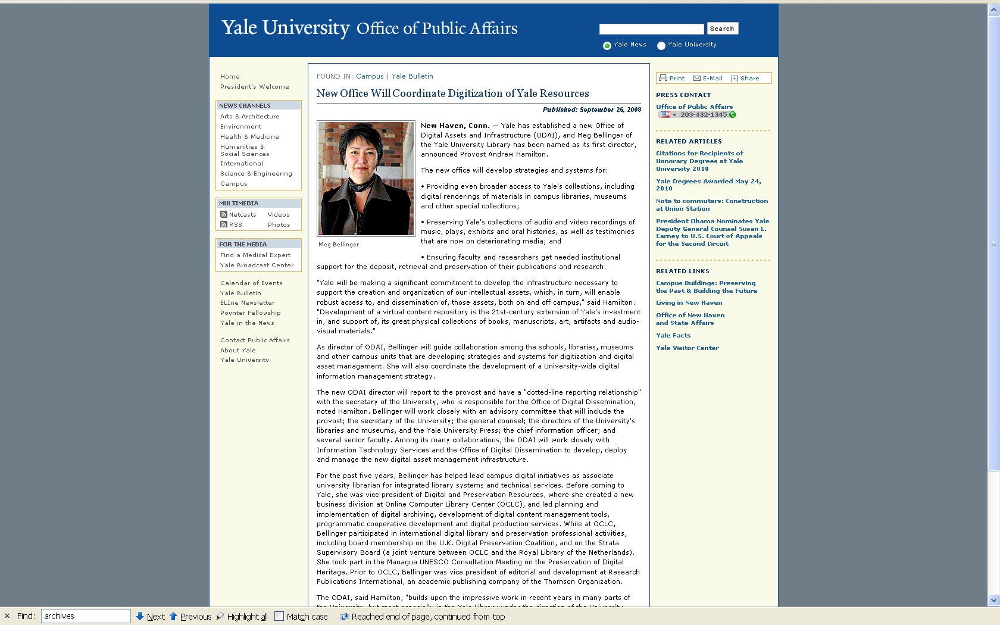 Yale University Office of Public Affairs
Search
Yale News Yale University
Home
President's Welcome
NEWS CHANNELS
Arts & Architecture
Environment
Health & Medicine
Humanities &
Social Sciences
International
Science & Engineering
Campus
MULTIMEDIA
Netcasts Videos
RSS Photos
FOR THE MEDIA
Find a Medical Expert
Yale Broadcast Center
Calendar of Events
Yale Bulletin
ELIne Newsletter
Poynter Fellowship
Yale in the News
Contact Public Affairs
About Yale
Yale University
FOUND IN: Campus | Yale Bulletin
New Office Will Coordinate Digitization of Yale Resources
Published: September 26, 2008
New Haven, Conn. — Yale has established a new Office of
Digital Assets and Infrastructure (ODAI), and Meg Bellinger of
the Yale University Library has been named as its first director,
announced Provost Andrew Hamilton.
The new office will develop strategies and systems for:
• Providing even broader access to Yale's collections, including
digital renderings of materials in campus libraries, museums
and other special collections;
• Preserving Yale's collections of audio and video recordings of
music, plays, exhibits and oral histories, as well as testimonies
that are now on deteriorating media; and
Meg Bellinger
• Ensuring faculty and researchers get needed institutional
support for the deposit, retrieval and preservation of their publications and research.
"Yale will be making a significant commitment to develop the infrastructure necessary to
support the creation and organization of our intellectual assets, which, in turn, will enable
robust access to, and dissemination of, those assets, both on and off campus," said Hamilton.
"Development of a virtual content repository is the 21st-century extension of Yale's investment
in, and support of, its great physical collections of books, manuscripts, art, artifacts and audio-
visual materials."
As director of ODAI, Bellinger will guide collaboration among the schools, libraries, museums
and other campus units that are developing strategies and systems for digitization and digital
asset management. She will also coordinate the development of a University-wide digital
information management strategy.
The new ODAI director will report to the provost and have a "dotted-line reporting relationship"
with the secretary of the University, who is responsible for the Office of Digital Dissemination,
noted Hamilton. Bellinger will work closely with an advisory committee that will include the
provost; the secretary of the University; the general counsel; the directors of the University's
libraries and museums, and the Yale University Press; the chief information officer; and
several senior faculty. Among its many collaborations, the ODAI will work closely with
Information Technology Services and the Office of Digital Dissemination to develop, deploy
and manage the new digital asset management infrastructure.
For the past five years, Bellinger has helped lead campus digital initiatives as associate
university librarian for integrated library systems and technical services. Before coming to
Yale, she was vice president of Digital and Preservation Resources, where she created a new
business division at Online Computer Library Center (OCLC), and led planning and
implementation of digital archiving, development of digital content management tools,
programmatic cooperative development and digital production services. While at OCLC,
Bellinger participated in international digital library and preservation professional activities,
including board membership on the U.K. Digital Preservation Coalition, and on the Strata
Supervisory Board (a joint venture between OCLC and the Royal Library of the Netherlands).
She took part in the Managua UNESCO Consultation Meeting on the Preservation of Digital
Heritage. Prior to OCLC, Bellinger was vice president of editorial and development at Research
Publications International, an academic publishing company of the Thomson Organization.
The ODAI, said Hamilton, "builds upon the impressive work in recent years in many parts of
the University, but most especially in the Yale Library under the direction of the University
Print E-Mail Share
PRESS CONTACT
Office of Public Affairs
203-432-1345
RELATED ARTICLES
Citations for Recipients of
Honorary Degrees at Yale
University 2010
Yale Degrees Awarded May 24,
2010
Note to commuters: Construction
at Union Station
President Obama Nominates Yale
Deputy General Counsel Susan L.
Carney to U.S. Court of Appeals
for the Second Circuit
RELATED LINKS
Campus Buildings: Preserving
the Past & Building the Future
Living in New Haven
Office of New Haven
and State Affairs
Yale Facts
Yale Visitor Center
Find: archives Next Previous Highlight all Match case Reached end of page, continued from top